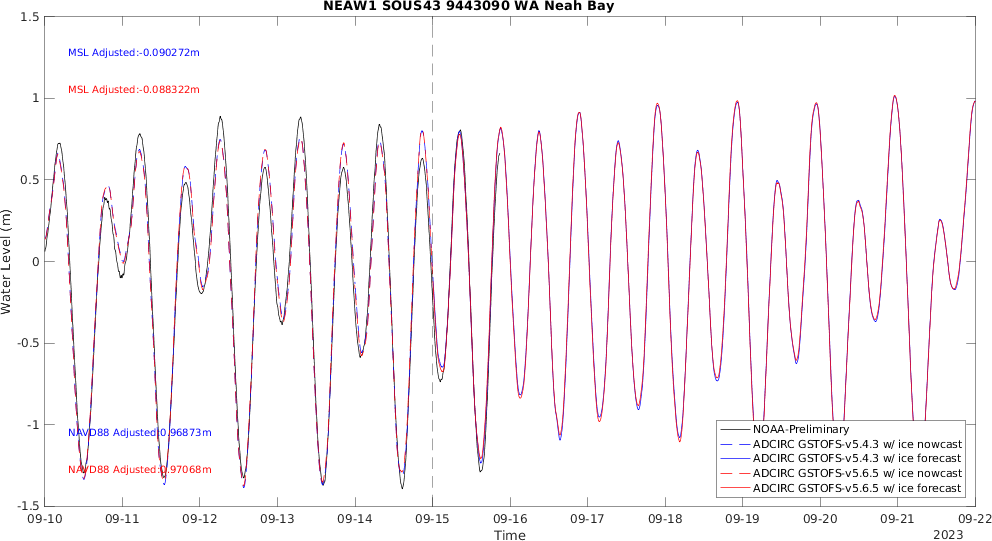 NEAW1 SOUS43 9443090 WA Neah Bay
1.5
1
0.5
0
-0.5
-1
-1.5
Water Level (m)
MSL Adjusted:-0.090272m
MSL Adjusted:-0.088322m
NAVD88 Adjusted:0.96873m
NAVD88 Adjusted:0.97068m
NOAA-Preliminary
ADCIRC GSTOFS-v5.4.3 w/ ice nowcast
ADCIRC GSTOFS-v5.4.3 w/ ice forecast
ADCIRC GSTOFS-v5.6.5 w/ ice nowcast
ADCIRC GSTOFS-v5.6.5 w/ ice forecast
09-10 09-11 09-12 09-13 09-14 09-15 09-16 09-17 09-18 09-19 09-20 09-21 09-22
Time
2023